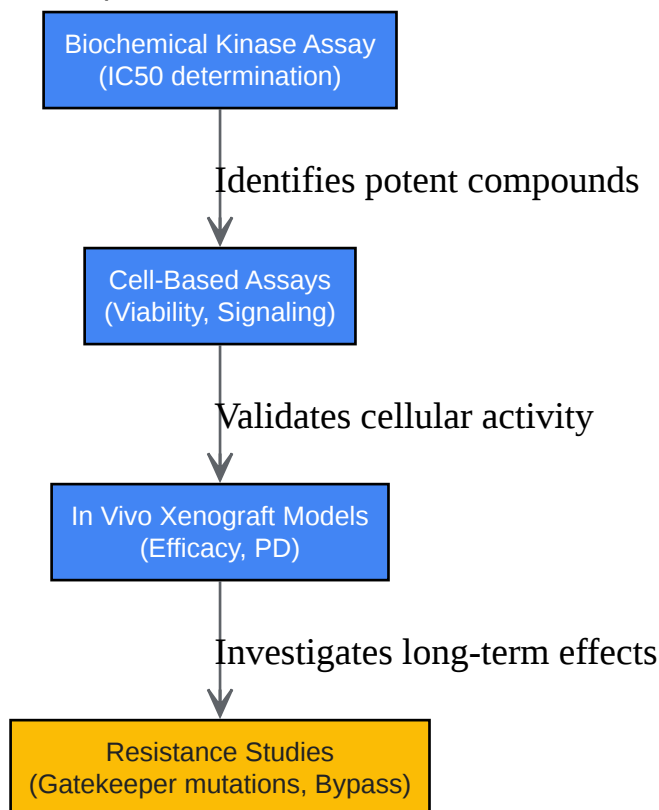 Biochemical Kinase Assay
(IC50 determination)
Identifies potent compounds
Cell-Based Assays
(Viability, Signaling)
Validates cellular activity
In Vivo Xenograft Models
(Efficacy, PD)
Investigates long-term effects
Resistance Studies
(Gatekeeper mutations, Bypass)